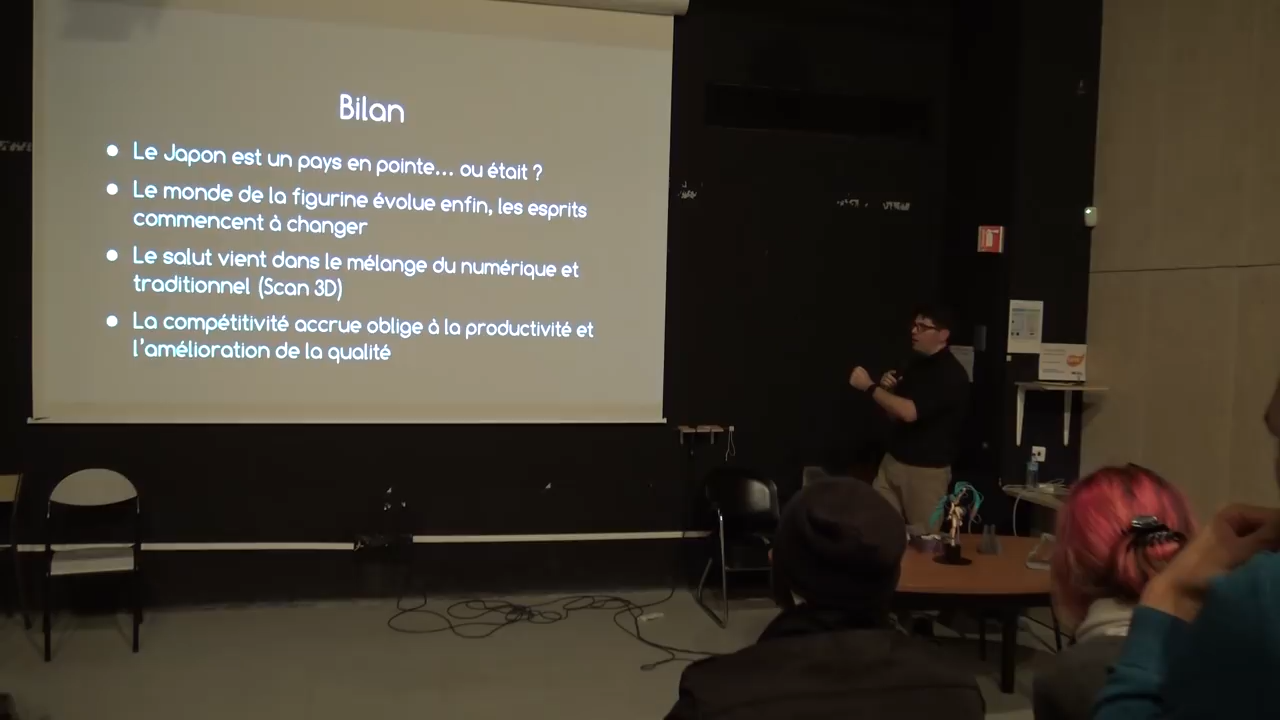 Bilan
Le Japon est un pays en pointe... ou était ?
Le monde de la figurine évolue enfin, les esprits
commencent à changer
Le salut vient dans le mélange du numérique et
traditionnel (Scan 3D)
La compétitivité accrue oblige à la productivité et
l'amélioration de la qualité